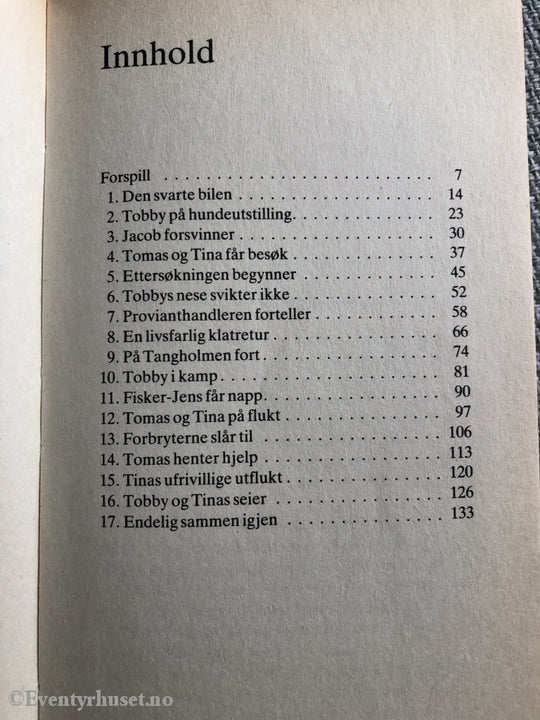 Innhold
Forspill . . . . . . . . . . . . . . . . . . . . . . . . . . 7
1. Den svarte bilen . . . . . . . . . . . . . . . . . . . 14
2. Tobby på hundeutstilling. . . . . . . . . . . . . 23
3. Jacob forsvinner . . . . . . . . . . . . . . . . . . . 30
4. Tomas og Tina får besøk . . . . . . . . . . . . . 37
5. Ettersøkningen begynner . . . . . . . . . . . . . 45
6. Tobbys nese svikter ikke . . . . . . . . . . . . . 52
7. Provianthandleren forteller . . . . . . . . . . . 58
8. En livsfarlig klatretur . . . . . . . . . . . . . . . 66
9. På Tangholmen fort . . . . . . . . . . . . . . . . . 74
10. Tobby i kamp . . . . . . . . . . . . . . . . . . . . . 81
11. Fisker-Jens får napp. . . . . . . . . . . . . . . . . 90
12. Tomas og Tina på flukt . . . . . . . . . . . . . . 97
13. Forbryterne slår til . . . . . . . . . . . . . . . . . 106
14. Tomas henter hjelp . . . . . . . . . . . . . . . . . 113
15. Tinas ufrivillige utflukt . . . . . . . . . . . . . . 120
16. Tobby og Tinas seier . . . . . . . . . . . . . . . . 126
17. Endelig sammen igjen . . . . . . . . . . . . . . . 133
©Eventyrhuset.no